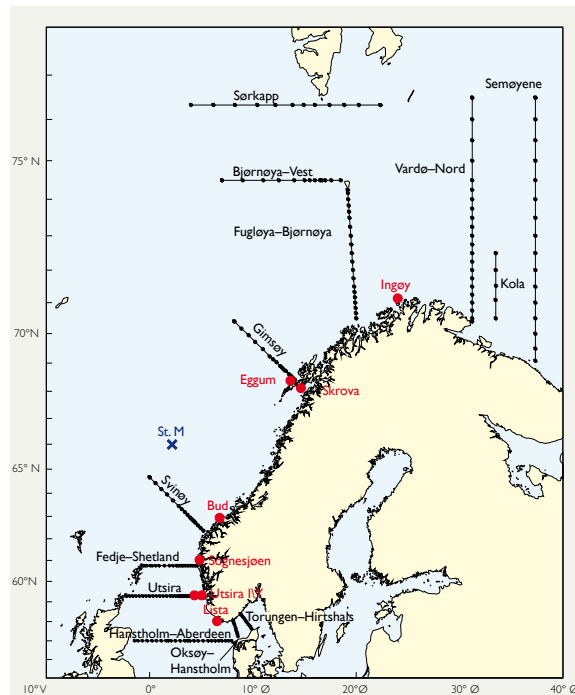 Semøyene
Sørkapp
75° N
Bjørnøya–Vest
Vardø–Nord
Fugløya–Bjørnøya
Ingøy
Kola
70°N
Gimsøy
Eggum
Skrova
St. M
65° N
Svinøy
Bud
Fedje–Shetland
Sognesjøen
60°N
Utsira
Utsira I/Y
Lista
Torungen–Hirtshals
Hanstholm–Aberdeen
Oksøy–
Hanstholm
10° V
0°
10° Ø
20°Ø
30° Ø
40° Ø